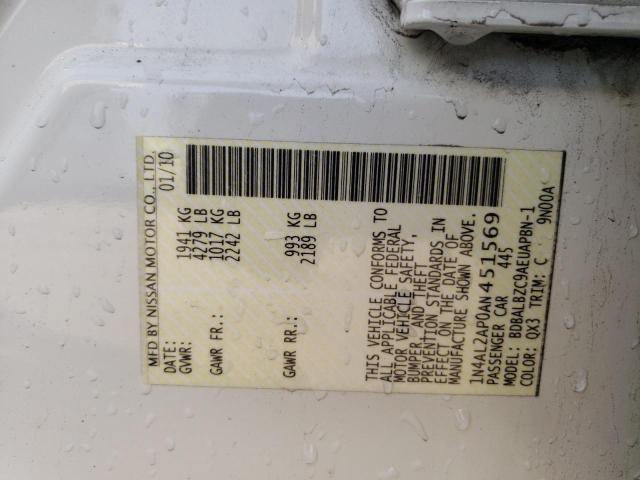 MFD BY NISSAN MOTOR CO., LTD.
DATE: 01/10
GVWR: 1941 KG
4279 LB
GAWR FR.: 1017 KG
2242 LB
GAWR RR.: 993 KG
2189 LB
THIS VEHICLE CONFORMS TO
ALL APPLICABLE FEDERAL
MOTOR VEHICLE SAFETY,
BUMPER, AND THEFT
PREVENTION STANDARDS IN
EFFECT ON THE DATE OF
MANUFACTURE SHOWN ABOVE.
1N4AL2AP0AN451569
PASSENGER CAR 445
MODEL: BDBALBZC9AEUAPBN-1
COLOR: QX3 TRIM: C 9N00A